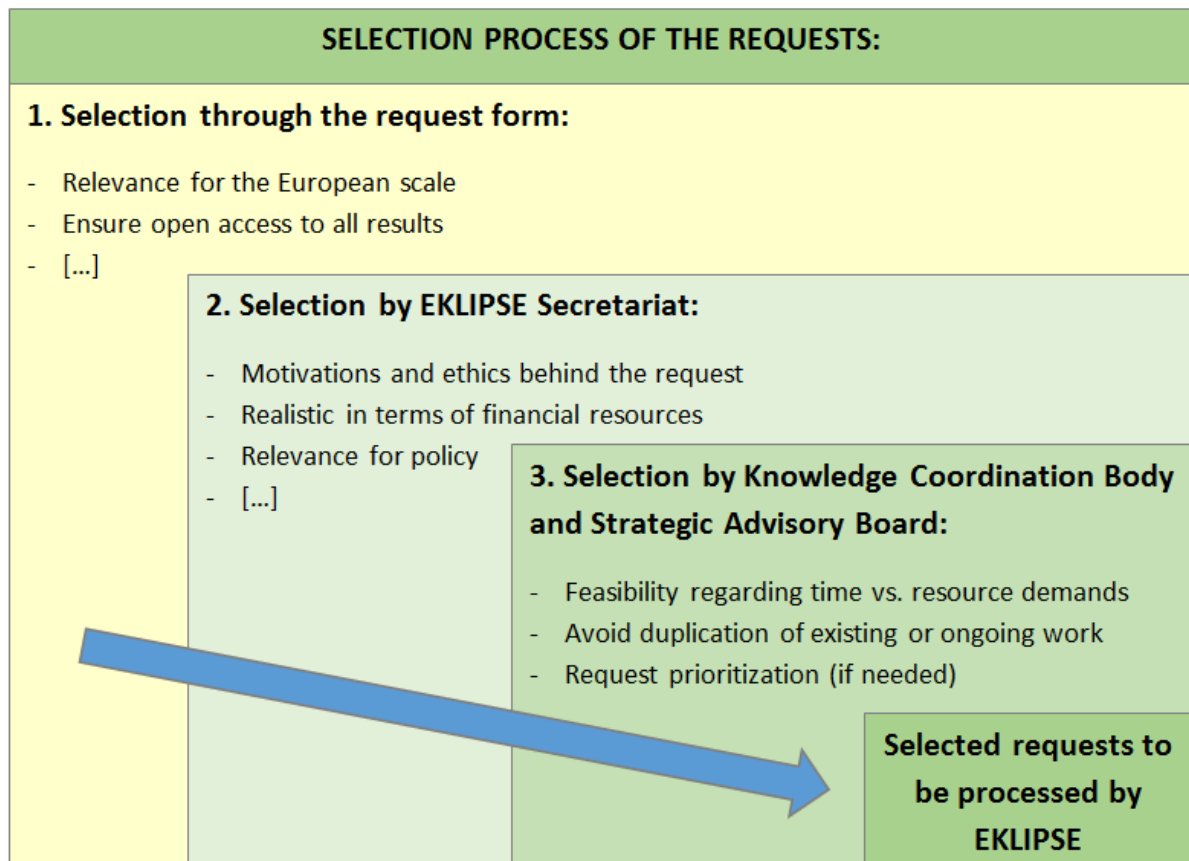 SELECTION PROCESS OF THE REQUESTS:
1. Selection through the request form:
- Relevance for the European scale
- Ensure open access to all results
- [...]
2. Selection by EKLIPSE Secretariat:
- Motivations and ethics behind the request
- Realistic in terms of financial resources
- Relevance for policy
- [...]
3. Selection by Knowledge Coordination Body
and Strategic Advisory Board:
- Feasibility regarding time vs. resource demands
- Avoid duplication of existing or ongoing work
- Request prioritization (if needed)
Selected requests to
be processed by
EKLIPSE